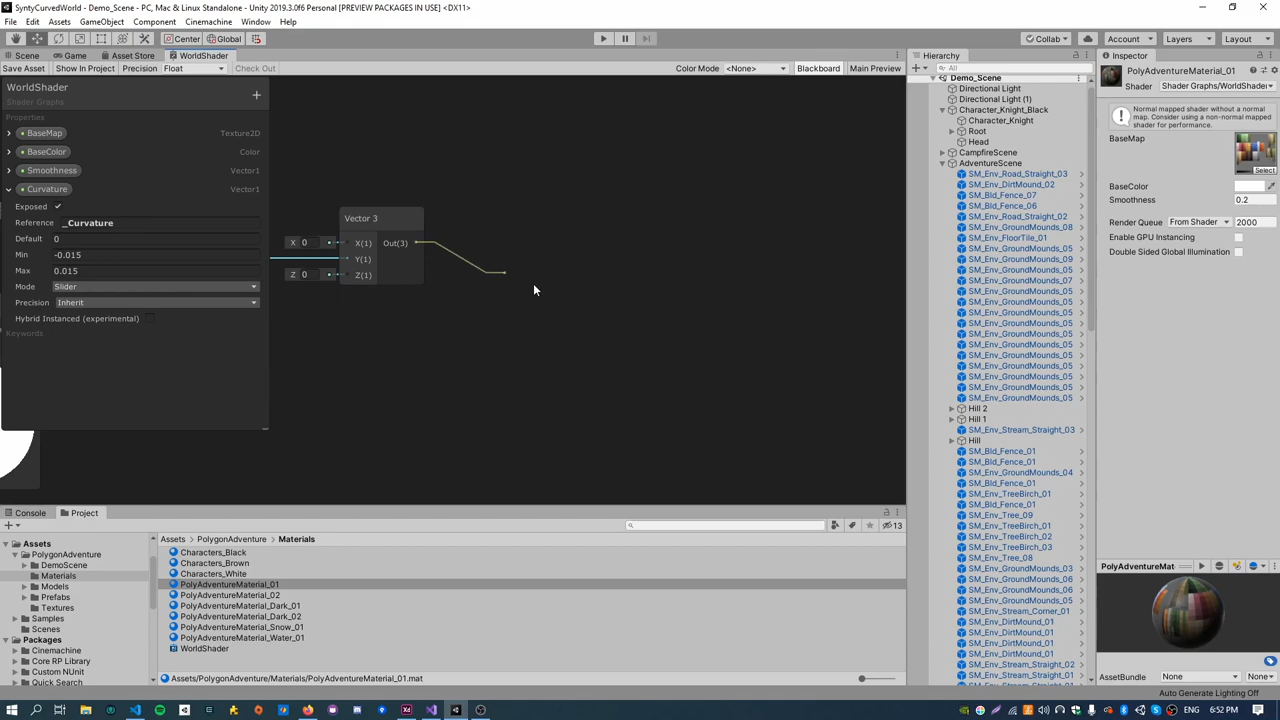 SyntyCurvedWorld - Demo_Scene - PC, Mac & Linux Standalone - Unity 2019.3.0f6 Personal [PREVIEW PACKAGES IN USE] <DX11>
File Edit Assets GameObject Component Cinemachine Window Help
Center Global Collab Account Layers Layout
Scene Game Asset Store WorldShader
Save Asset Show In Project Precision Float Check Out Color Mode <None> Blackboard Main Preview
WorldShader
Shader Graphs
Properties
BaseMap Texture2D
BaseColor Color
Smoothness Vector1
Curvature Vector1
Exposed
Reference _Curvature
Default 0
Min -0.015
Max 0.015
Mode Slider
Precision Inherit
Hybrid Instanced (experimental)
Keywords
Vector 3
X 0 X(1) Out(3)
Y(1)
Z 0 Z(1)
Hierarchy
All
Demo_Scene
Directional Light
Directional Light (1)
Character_Knight_Black
Character_Knight
Root
Head
CampfireScene
AdventureScene
SM_Env_Road_Straight_03
SM_Env_DirtMound_02
SM_Bld_Fence_07
SM_Bld_Fence_06
SM_Env_Road_Straight_02
SM_Env_GroundMounds_08
SM_Env_FloorTile_01
SM_Env_GroundMounds_05
SM_Env_GroundMounds_09
SM_Env_GroundMounds_05
SM_Env_GroundMounds_07
SM_Env_GroundMounds_05
SM_Env_GroundMounds_05
SM_Env_GroundMounds_05
SM_Env_GroundMounds_05
SM_Env_GroundMounds_05
SM_Env_GroundMounds_05
SM_Env_GroundMounds_05
SM_Env_GroundMounds_05
SM_Env_GroundMounds_05
SM_Env_GroundMounds_05
SM_Env_GroundMounds_05
Hill 2
Hill 1
SM_Env_Stream_Straight_03
Hill
SM_Bld_Fence_01
SM_Bld_Fence_01
SM_Env_GroundMounds_04
SM_Bld_Fence_01
SM_Env_TreeBirch_01
SM_Bld_Fence_01
SM_Env_Tree_09
SM_Env_TreeBirch_01
SM_Env_TreeBirch_02
SM_Env_TreeBirch_03
SM_Env_Tree_08
SM_Env_GroundMounds_03
SM_Env_GroundMounds_06
SM_Env_GroundMounds_06
SM_Env_GroundMounds_05
SM_Env_Stream_Corner_01
SM_Env_DirtMound_01
SM_Env_DirtMound_01
SM_Env_DirtMound_01
SM_Env_DirtMound_01
SM_Env_Stream_Straight_02
SM_Env_Stream_Straight_01
Inspector
PolyAdventureMaterial_01
Shader Shader Graphs/WorldShader
Normal mapped shader without a normal map. Consider using a non-normal mapped shader for performance.
BaseMap
Select
BaseColor
Smoothness 0.2
Render Queue From Shader 2000
Enable GPU Instancing
Double Sided Global Illumination
PolyAdventureMat
AssetBundle None None
Auto Generate Lighting Off
Console Project
13
Assets
PolygonAdventure
DemoScene
Materials
Models
Prefabs
Textures
Samples
Scenes
Packages
Cinemachine
Core RP Library
Custom NUnit
Quick Search
Assets PolygonAdventure Materials
Characters_Black
Characters_Brown
Characters_White
PolyAdventureMaterial_01
PolyAdventureMaterial_02
PolyAdventureMaterial_Dark_01
PolyAdventureMaterial_Dark_02
PolyAdventureMaterial_Snow_01
PolyAdventureMaterial_Water_01
WorldShader
Assets/PolygonAdventure/Materials/PolyAdventureMaterial_01.mat
ENG 6:52 PM